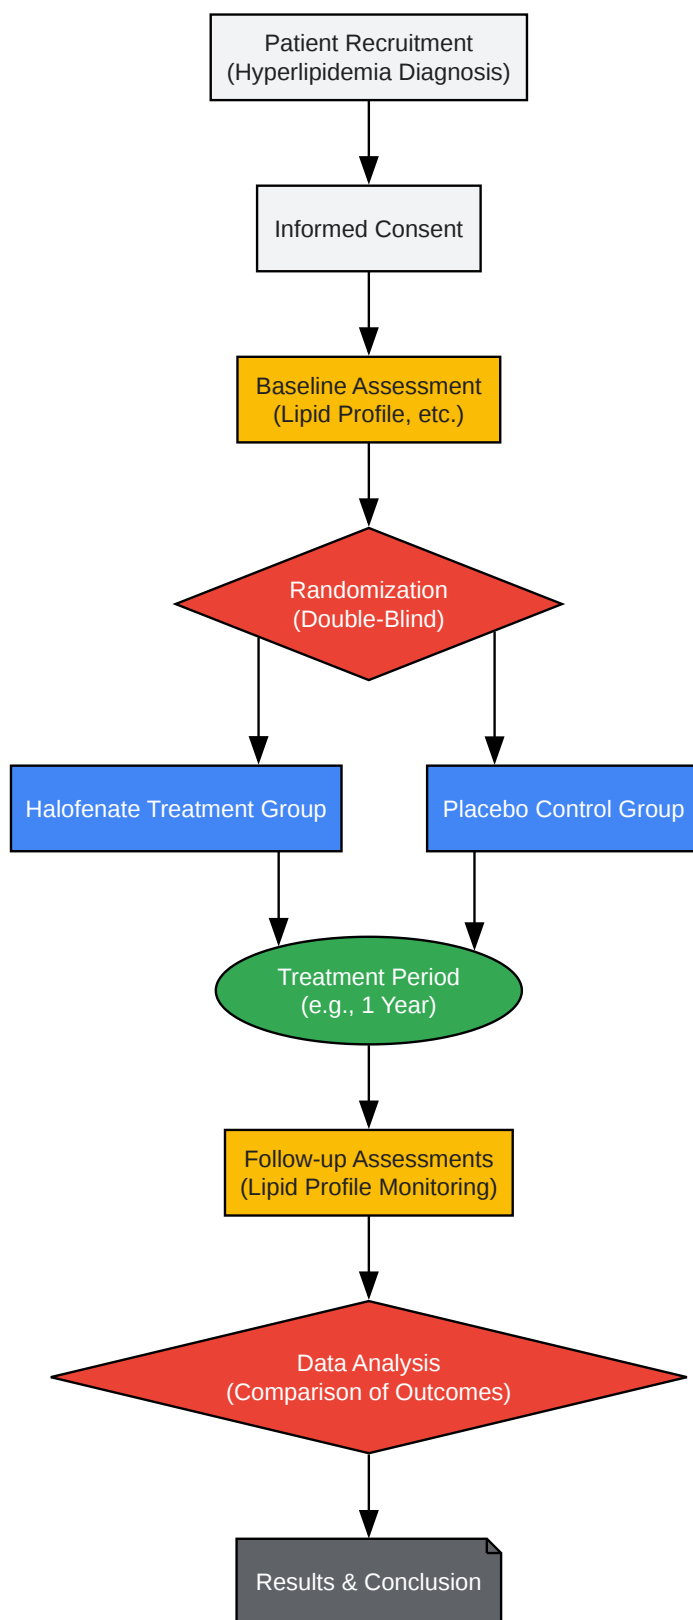 Patient Recruitment
(Hyperlipidemia Diagnosis)
Informed Consent
Baseline Assessment
(Lipid Profile, etc.)
Randomization
(Double-Blind)
Halofenate Treatment Group
Placebo Control Group
Treatment Period
(e.g., 1 Year)
Follow-up Assessments
(Lipid Profile Monitoring)
Data Analysis
(Comparison of Outcomes)
Results & Conclusion